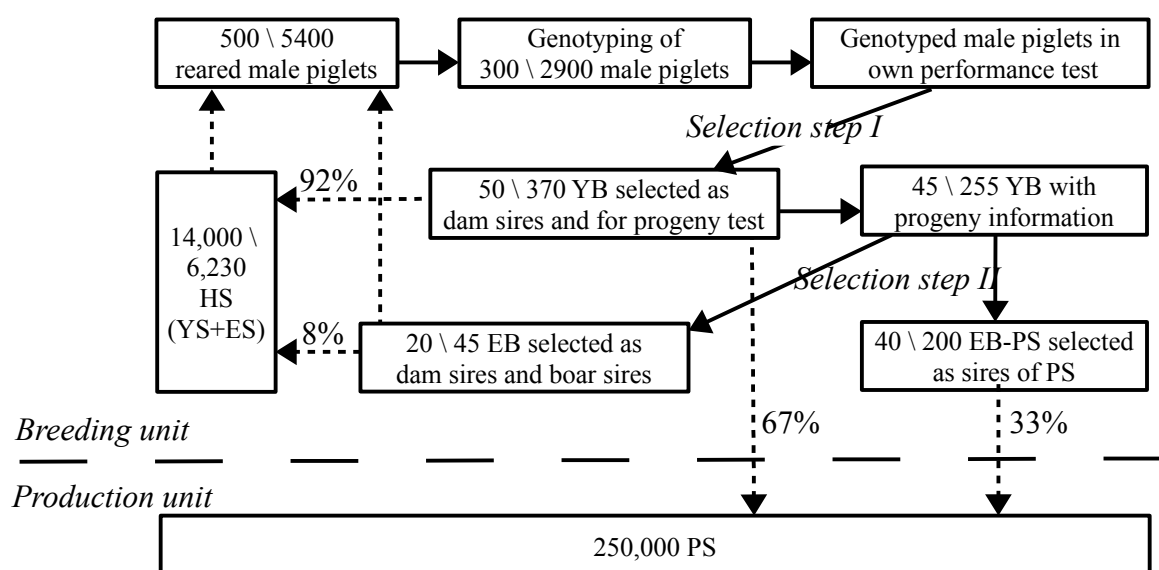 500 \ 5400
reared male piglets
Genotyping of
300 \ 2900 male piglets
Genotyped male piglets in
own performance test
Selection step I
92%
50 \ 370 YB selected as
dam sires and for progeny test
45 \ 255 YB with
progeny information
14,000 \
6,230
HS
(YS+ES)
Selection step II
8%
20 \ 45 EB selected as
dam sires and boar sires
40 \ 200 EB-PS selected
as sires of PS
67%
33%
Breeding unit
Production unit
250,000 PS